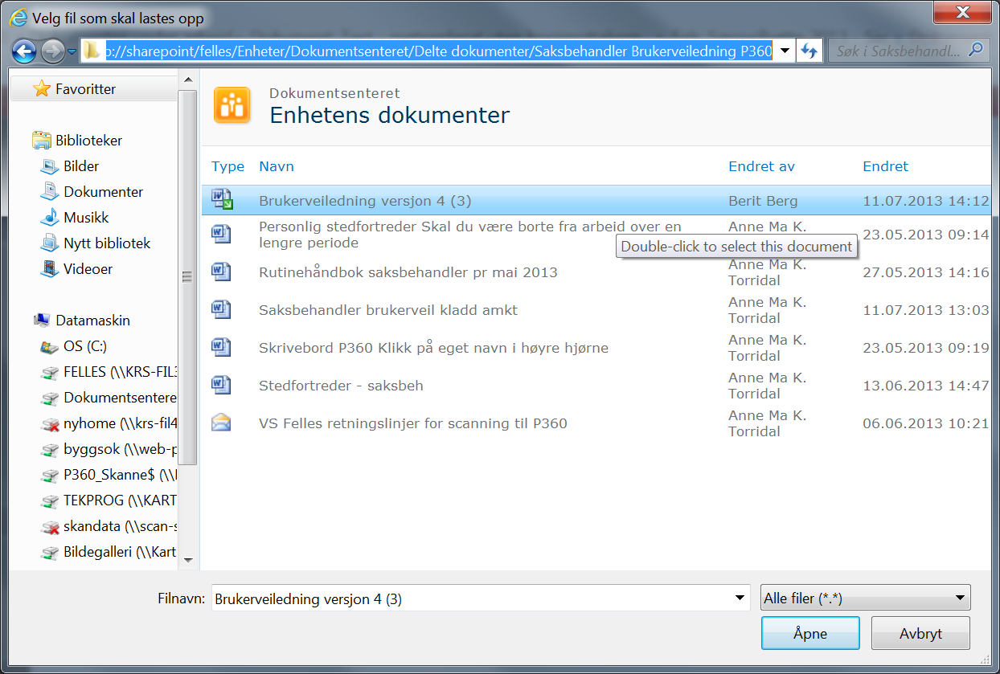 Velg fil som skal lastes opp
p://sharepoint/felles/Enheter/Dokumentsenteret/Delte dokumenter/Saksbehandler Brukerveiledning P360
Søk i Saksbehandl...
Favoritter
Biblioteker
Bilder
Dokumenter
Musikk
Nytt bibliotek
Videoer
Datamaskin
OS (C:)
FELLES (\\KRS-FIL3
Dokumentsentere
nyhome (\\krs-fil4
byggsok (\\web-p
P360_Skanne$ (\\
TEKPROG (\\KART
skandata (\\scan-s
Bildegalleri (\\Kart
Dokumentsenteret
Enhetens dokumenter
Type Navn Endret av Endret
Brukerveiledning versjon 4 (3) Berit Berg 11.07.2013 14:12
Personlig stedfortreder Skal du være borte fra arbeid over en
lengre periode
Anne Ma K.
23.05.2013 09:14
Double-click to select this document
Rutinehåndbok saksbehandler pr mai 2013
Anne Ma K.
Torridal
27.05.2013 14:16
Saksbehandler brukerveil kladd amkt
Anne Ma K.
Torridal
11.07.2013 13:03
Skrivebord P360 Klikk på eget navn i høyre hjørne
Anne Ma K.
Torridal
23.05.2013 09:19
Stedfortreder - saksbeh
Anne Ma K.
Torridal
13.06.2013 14:47
VS Felles retningslinjer for scanning til P360
Anne Ma K.
Torridal
06.06.2013 10:21
Filnavn: Brukerveiledning versjon 4 (3) Alle filer (*.*)
Åpne Avbryt